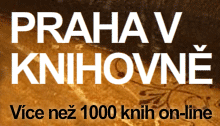 PRAHA V
KNIHOVNĚ
Více než 1000 knih on-line